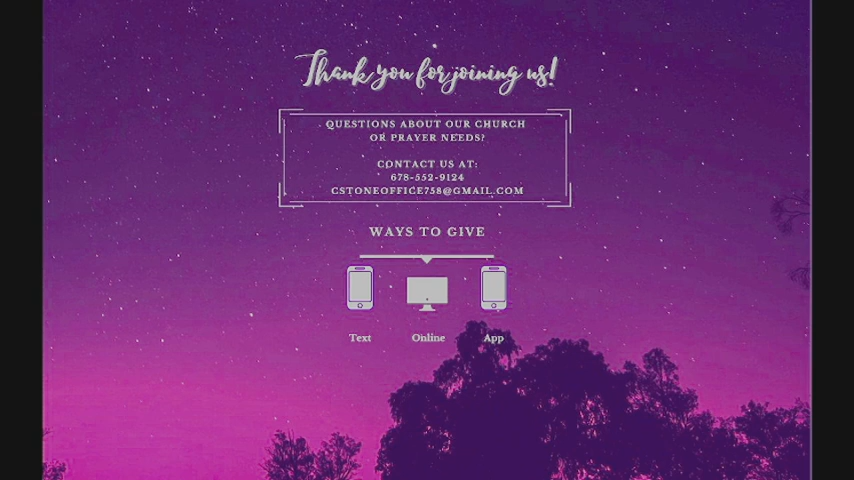 Thank you for joining us!
QUESTIONS ABOUT OUR CHURCH
OR PRAYER NEEDS?
CONTACT US AT:
678-552-9124
CSTONEOFFICE758@GMAIL.COM
WAYS TO GIVE
Text Online App